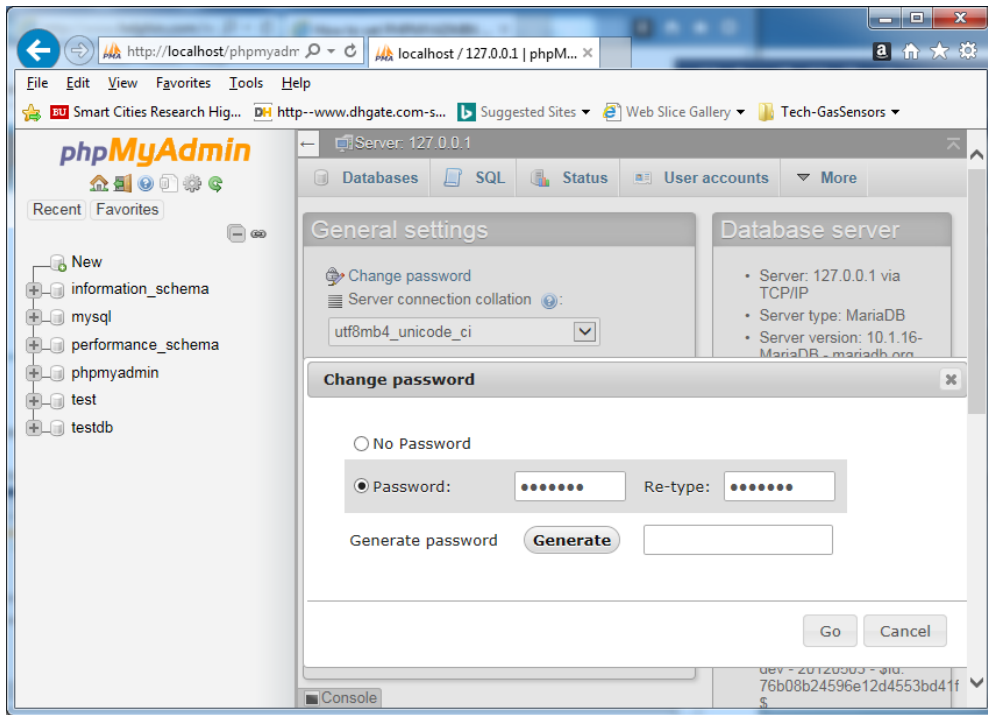 http://localhost/phpmyadm
localhost / 127.0.0.1 | phpM...
File Edit View Favorites Tools Help
BU Smart Cities Research Hig... DH http--www.dhgate.com-s... Suggested Sites Web Slice Gallery Tech-GasSensors
phpMyAdmin
Recent Favorites
New
information_schema
mysql
performance_schema
phpmyadmin
test
testdb
Server: 127.0.0.1
Databases SQL Status User accounts More
General settings
Change password
Server connection collation :
utf8mb4_unicode_ci
Database server
• Server: 127.0.0.1 via
TCP/IP
• Server type: MariaDB
• Server version: 10.1.16-
MariaDB - mariadb.org
Change password
No Password
Password: ••••••• Re-type: •••••••
Generate password Generate
Go Cancel
dev - 20120503 - $Id:
76b08b24596e12d4553bd41f
$
Console